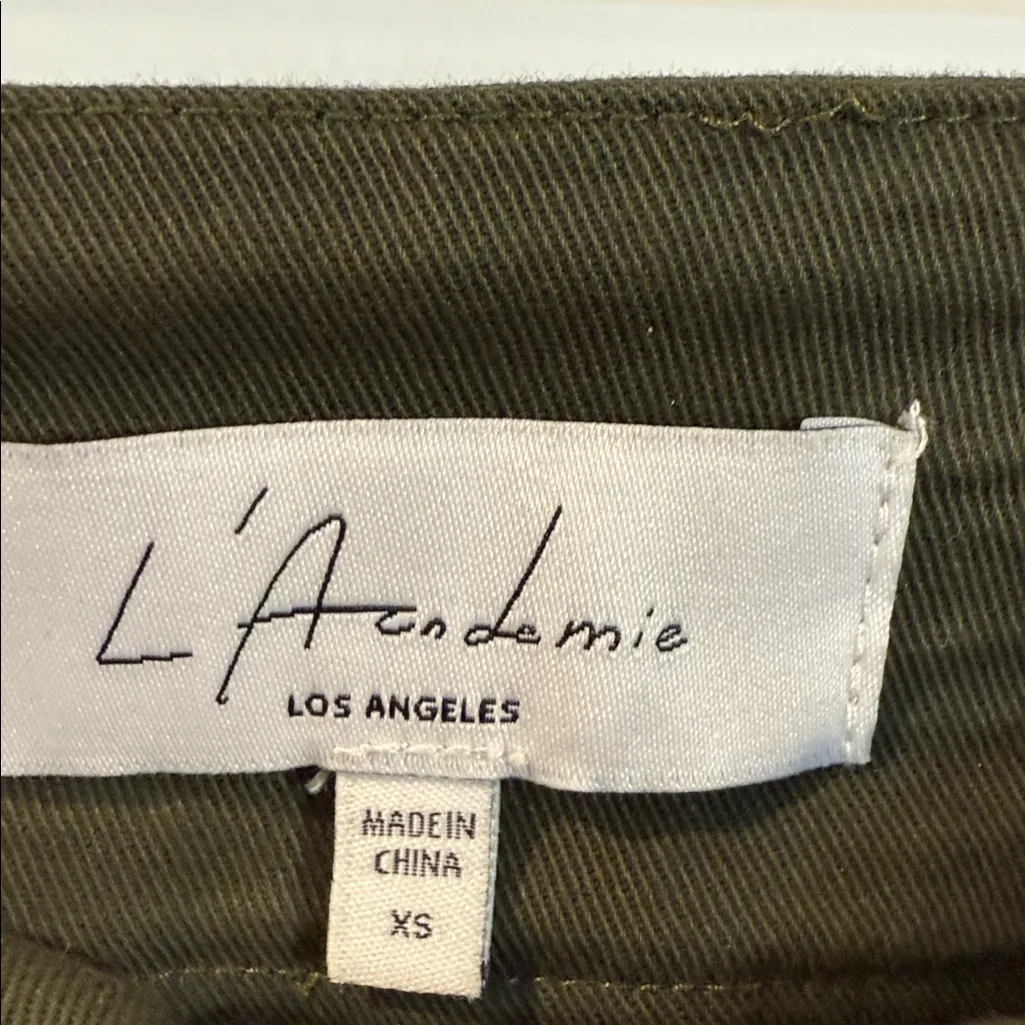 L'Academie
LOS ANGELES
MADE IN
CHINA
XS